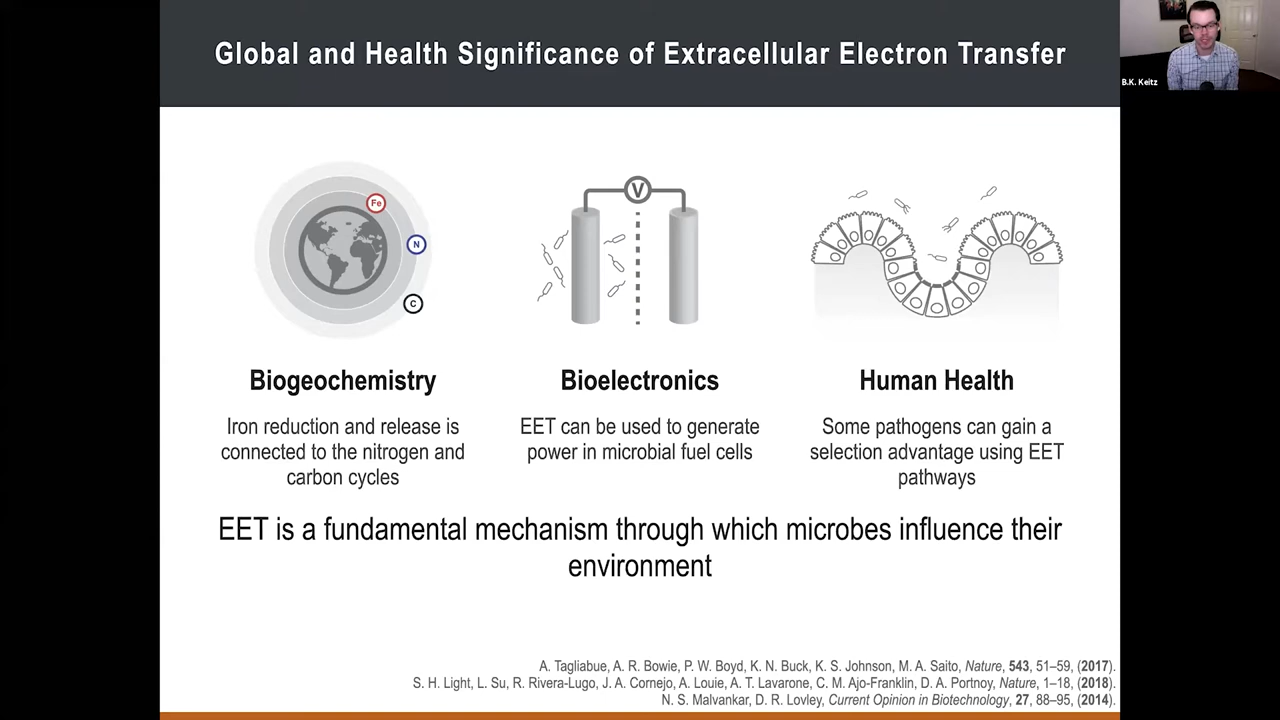 Global and Health Significance of Extracellular Electron Transfer
B.K. Keitz
Fe
N
C
V
Biogeochemistry
Iron reduction and release is
connected to the nitrogen and
carbon cycles
Bioelectronics
EET can be used to generate
power in microbial fuel cells
Human Health
Some pathogens can gain a
selection advantage using EET
pathways
EET is a fundamental mechanism through which microbes influence their
environment
A. Tagliabue, A. R. Bowie, P. W. Boyd, K. N. Buck, K. S. Johnson, M. A. Saito, Nature, 543, 51–59, (2017).
S. H. Light, L. Su, R. Rivera-Lugo, J. A. Cornejo, A. Louie, A. T. Lavarone, C. M. Ajo-Franklin, D. A. Portnoy, Nature, 1–18, (2018).
N. S. Malvankar, D. R. Lovley, Current Opinion in Biotechnology, 27, 88–95, (2014).